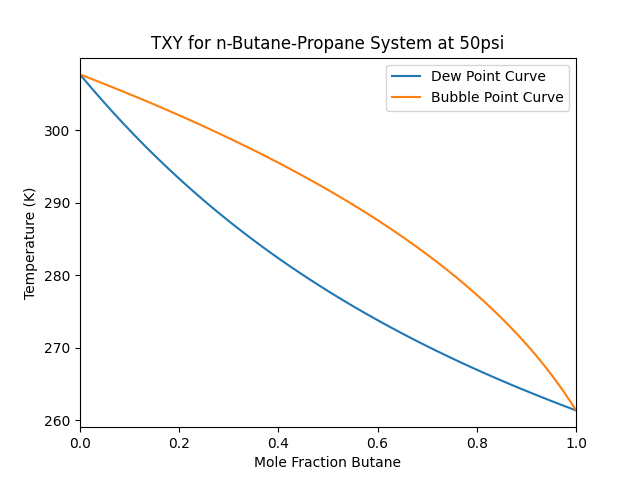 TXY for n-Butane-Propane System at 50psi
Dew Point Curve
Bubble Point Curve
Temperature (K)
300
290
280
270
260
0.0 0.2 0.4 0.6 0.8 1.0
Mole Fraction Butane